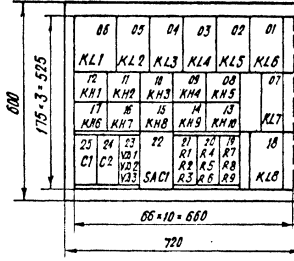 06 05 04 03 02 01
KL1 KL2 KL3 KL4 KL5 KL6
12 11 10 09 08 07
KH1 KH2 KH3 KH4 KH5
17 16 15 14 13
KH6 KH7 KH8 KH9 KH10 KL7
25 24 23 22 21 20 19 18
C1 C2 VD1 VD2 VD3 SAC1 R1 R2 R3 R4 R5 R6 R7 R8 R9 KL8
600
175×3=525
66×10=660
720